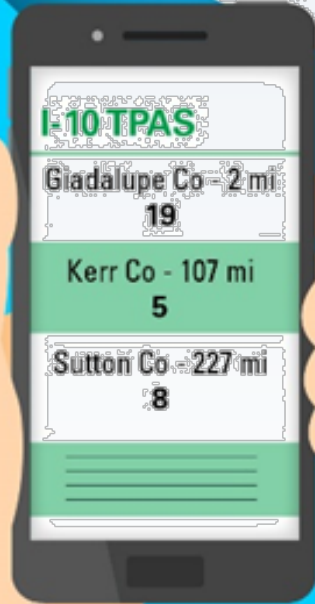 I-10 TPAS
Giadalupe Co - 2 mi
19
Kerr Co - 107 mi
5
Sutton Co - 227 mi
8